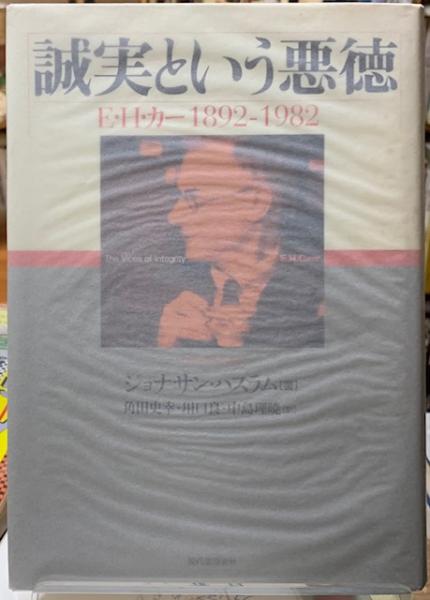 誠実という悪徳
E・H・カー 1892-1982
The Vices of Integrity
E.H.Carr
ジョナサン・ハスラム[著]
角田史幸・川口良・中島理暁[訳]
現代思潮新社